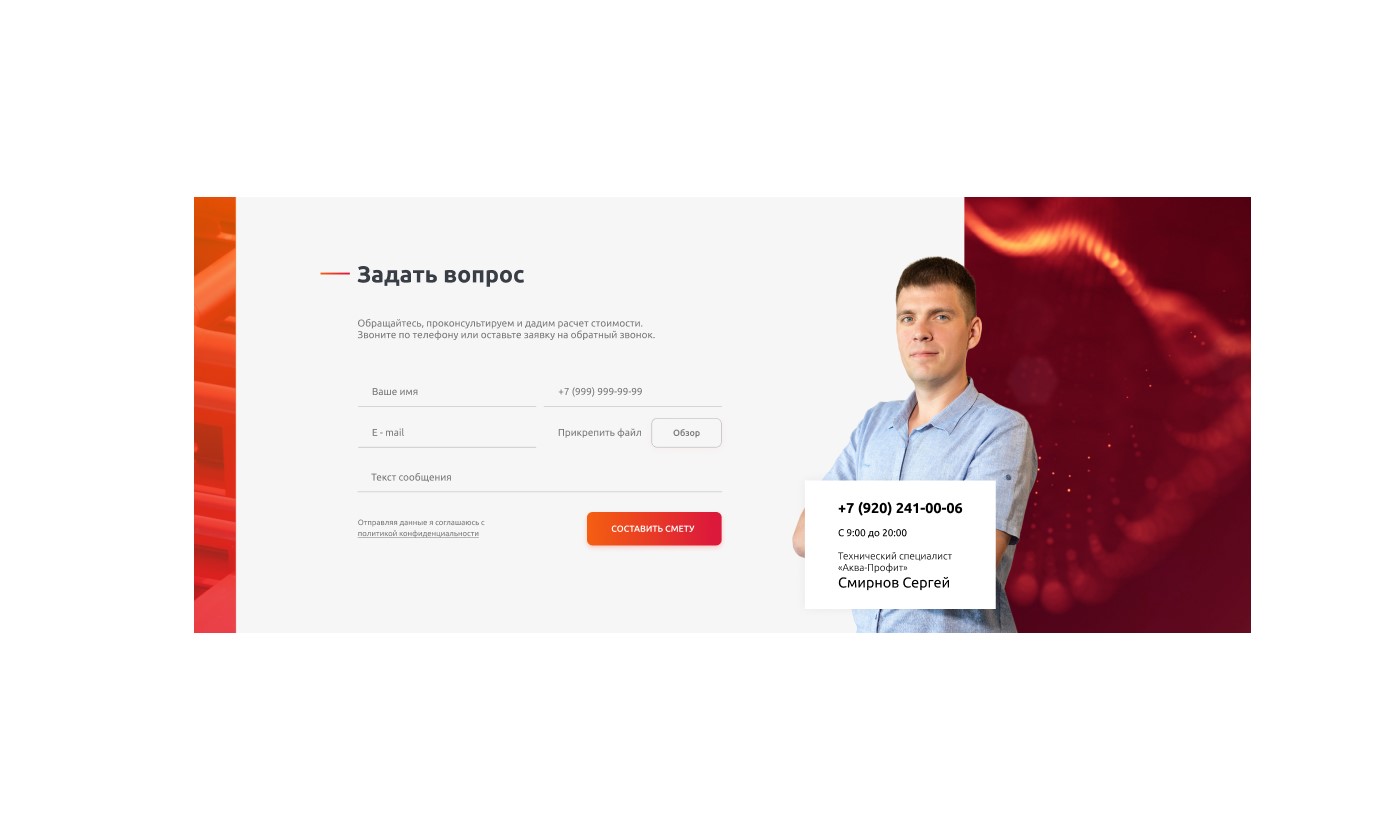 Задать вопрос
Обращайтесь, проконсультируем и дадим расчет стоимости.
Звоните по телефону или оставьте заявку на обратный звонок.
Ваше имя
+7 (999) 999-99-99
E - mail
Прикрепить файл
Обзор
Текст сообщения
Отправляя данные я соглашаюсь с
политикой конфиденциальности
СОСТАВИТЬ СМЕТУ
+7 (920) 241-00-06
С 9:00 до 20:00
Технический специалист
«Аква-Профит»
Смирнов Сергей